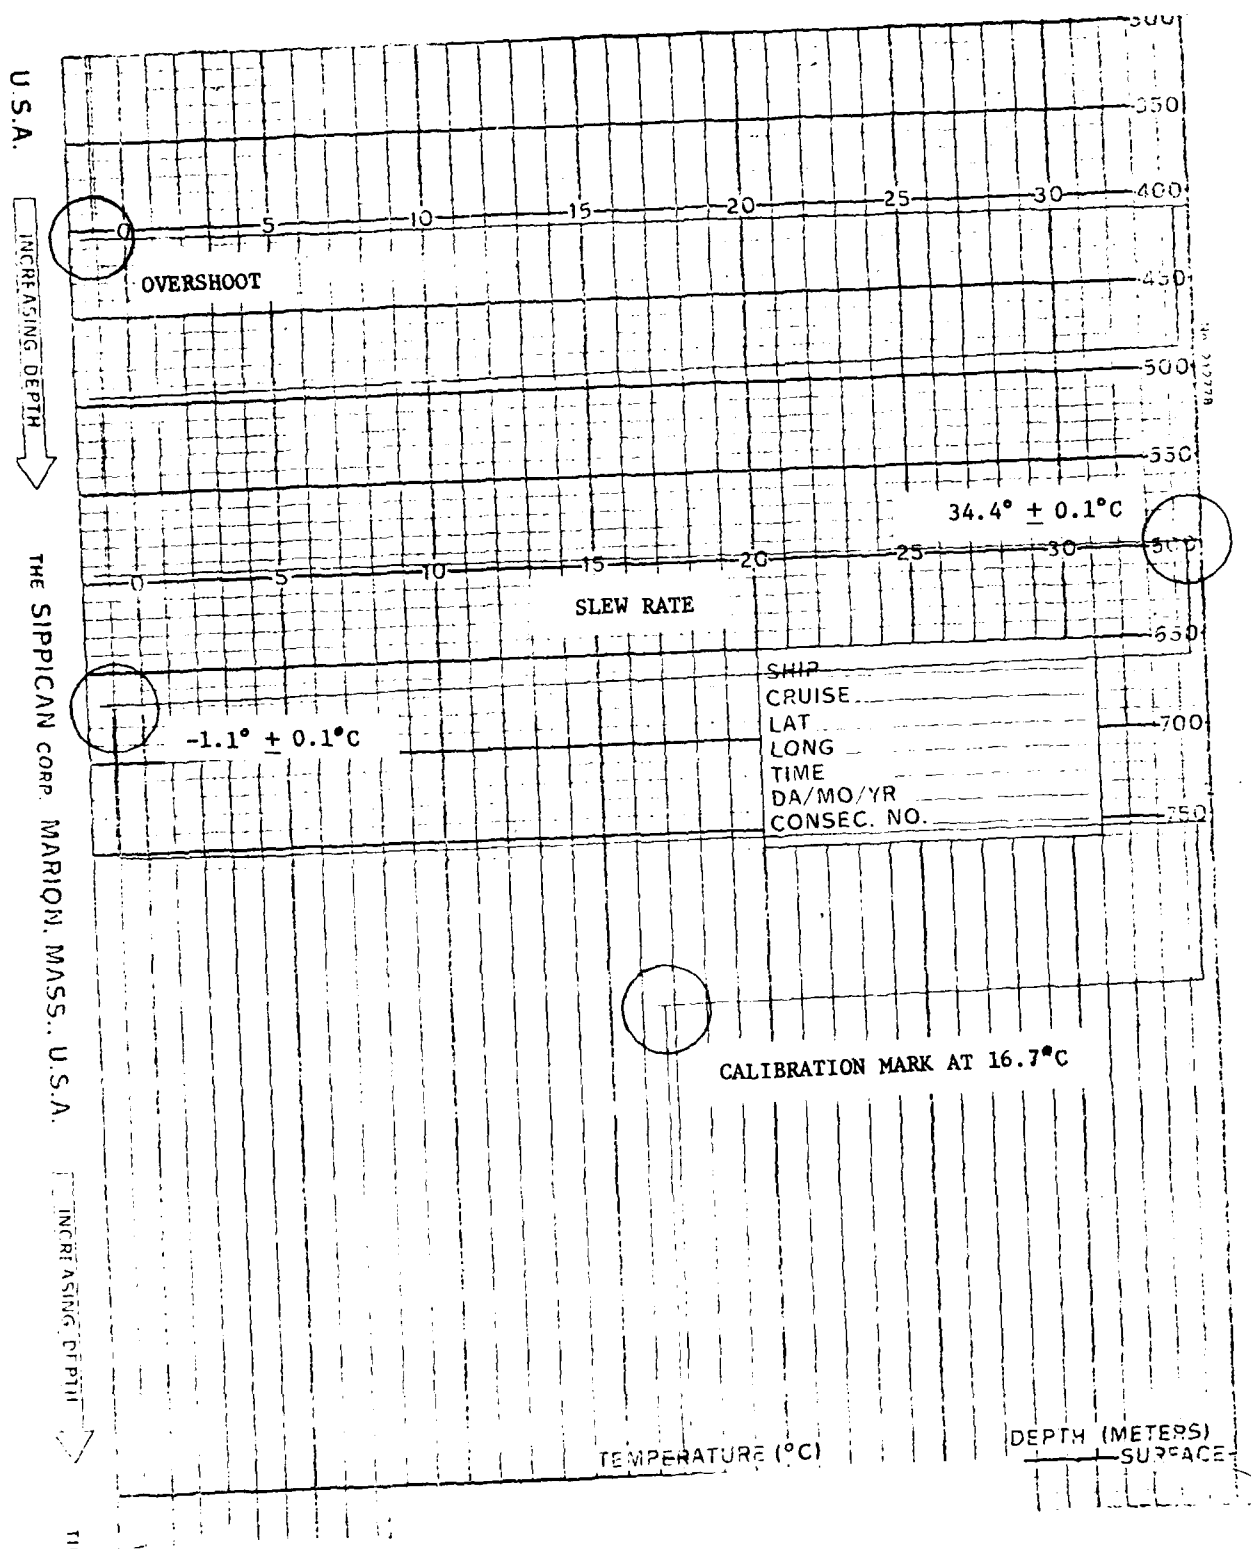 300
350
0 5 10 15 20 25 30 400
OVERSHOOT
450
500
550
34.4° ± 0.1°C
0 5 10 15 20 25 30
SLEW RATE
650
SHIP
CRUISE
LAT
LONG
TIME
DA/MO/YR
CONSEC. NO.
700
-1.1° ± 0.1°C
750
CALIBRATION MARK AT 16.7°C
TEMPERATURE (°C)
DEPTH (METERS)
SURFACE
U.S.A.
INCREASING DEPTH
THE SIPPICAN CORP. MARION, MASS., U.S.A.
INCREASING DEPTH